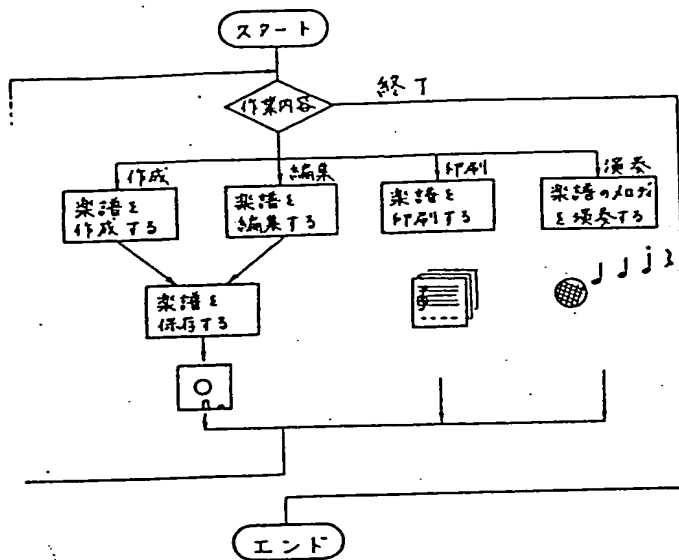 スタート
終了
作業内容
作成
編集
印刷
演奏
楽譜を
作成する
楽譜を
編集する
楽譜を
印刷する
楽譜のメロディ
を演奏する
楽譜を
保存する
エンド